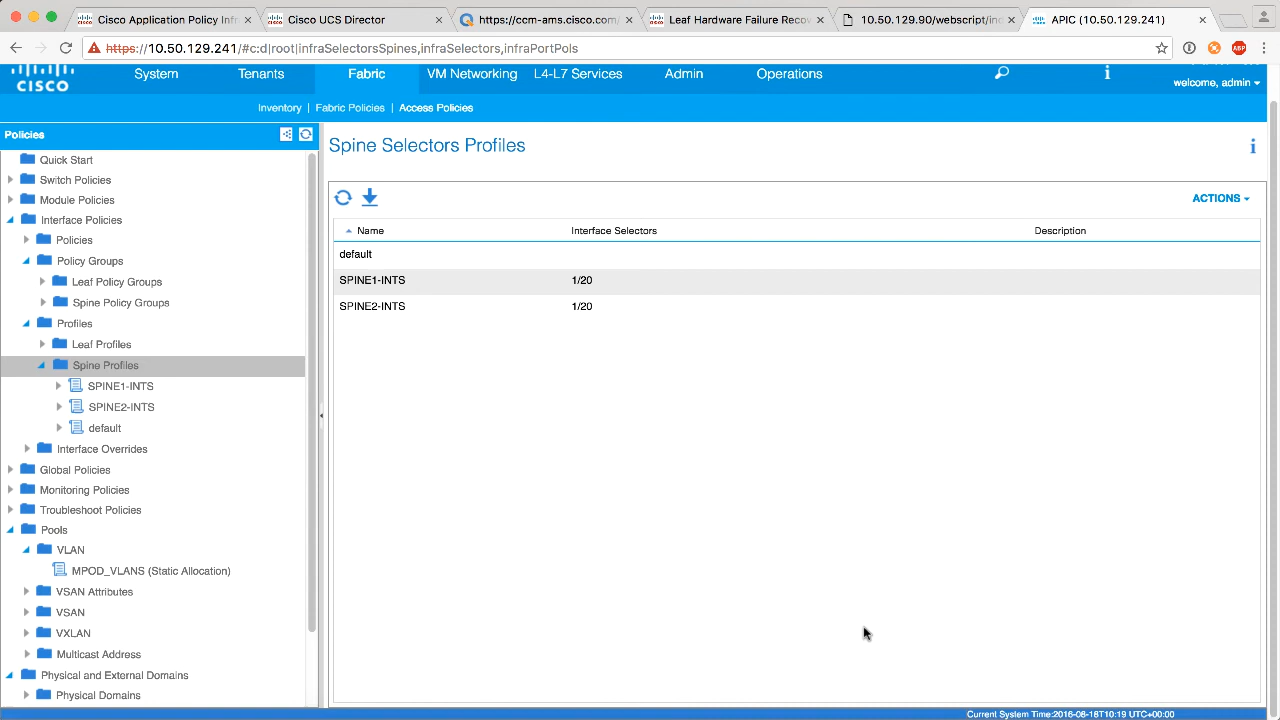 Cisco Application Policy Inf
Cisco UCS Director
https://ccm-ams.cisco.com/
Leaf Hardware Failure - ccv
10.50.129.90/webscript/ind
APIC (10.50.129.241)
https://10.50.129.241/#c:d|root|infraSelectorsSpines,infraSelectors,infraPortPols
ABP
CISCO
System
Tenants
Fabric
VM Networking
L4-L7 Services
Admin
Operations
welcome, admin
Inventory | Fabric Policies | Access Policies
Policies
Quick Start
Switch Policies
Module Policies
Interface Policies
Policies
Policy Groups
Leaf Policy Groups
Spine Policy Groups
Profiles
Leaf Profiles
Spine Profiles
SPINE1-INTS
SPINE2-INTS
default
Interface Overrides
Global Policies
Monitoring Policies
Troubleshoot Policies
Pools
VLAN
MPOD_VLANS (Static Allocation)
VSAN Attributes
VSAN
VXLAN
Multicast Address
Physical and External Domains
Physical Domains
Spine Selectors Profiles
ACTIONS
Name Interface Selectors Description
default
SPINE1-INTS 1/20
SPINE2-INTS 1/20
Current System Time:2016-08-16T10:19 UTC+00:00